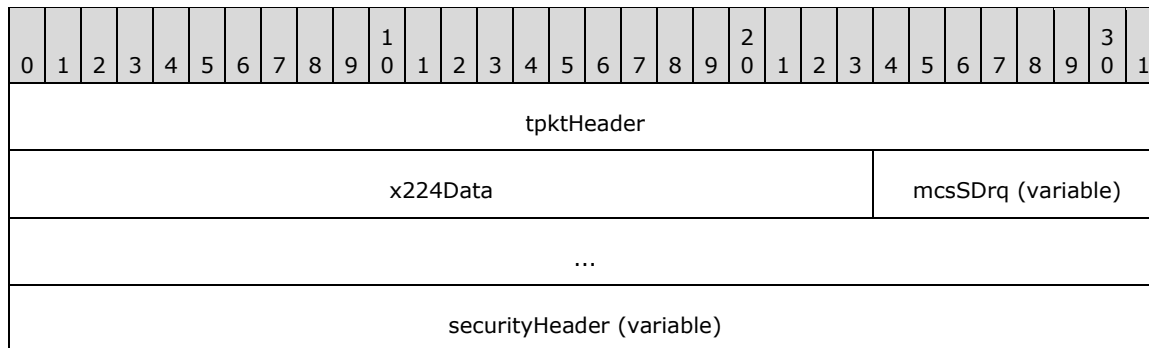 1 2 3
0 1 2 3 4 5 6 7 8 9 0 1 2 3 4 5 6 7 8 9 0 1 2 3 4 5 6 7 8 9 0 1
tpktHeader
x224Data mcsSDrq (variable)
...
securityHeader (variable)